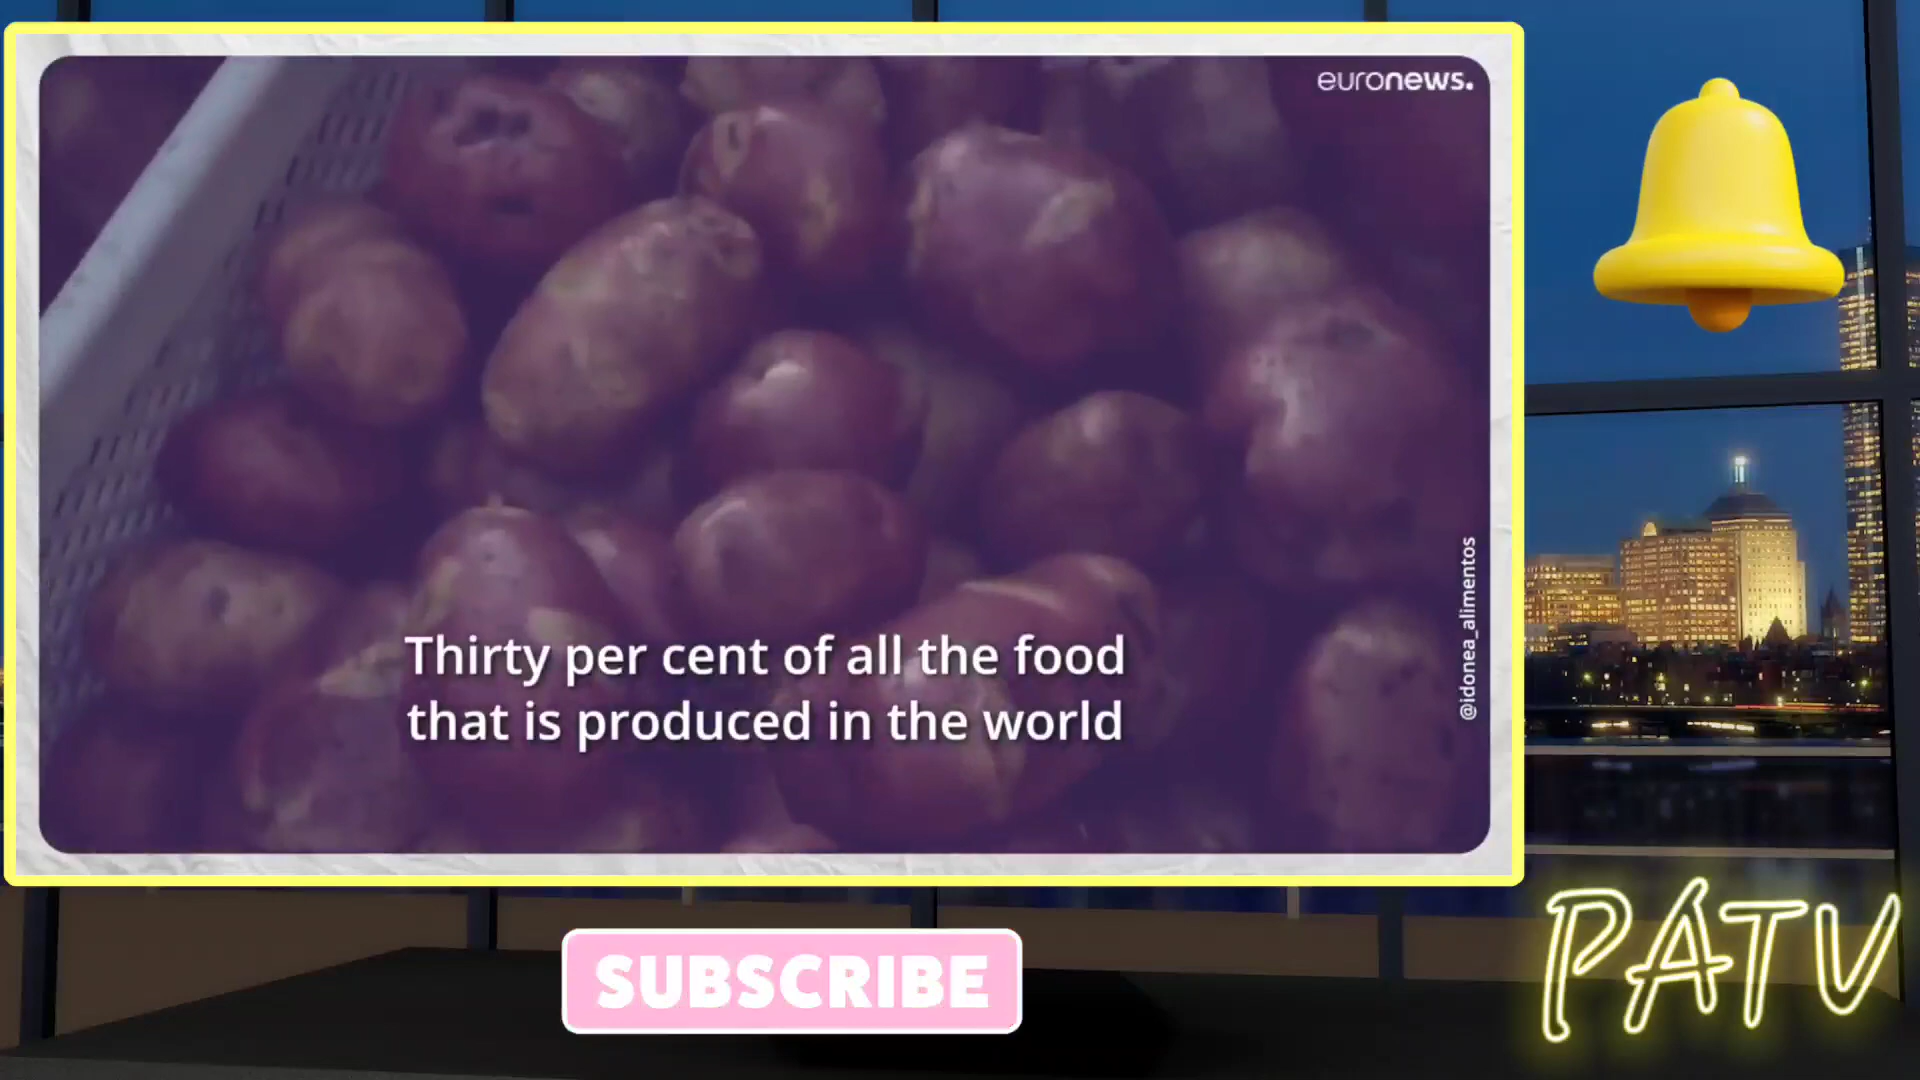 euronews.
@idonea_alimentos
Thirty per cent of all the food
that is produced in the world
SUBSCRIBE
PATV